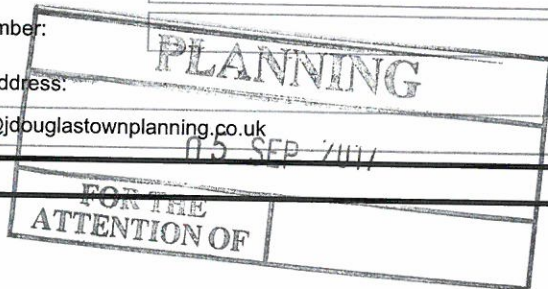 mber:
PLANNING
ddress:
@jdouglastownplanning.co.uk
05 SEP 2017
FOR THE
ATTENTION OF